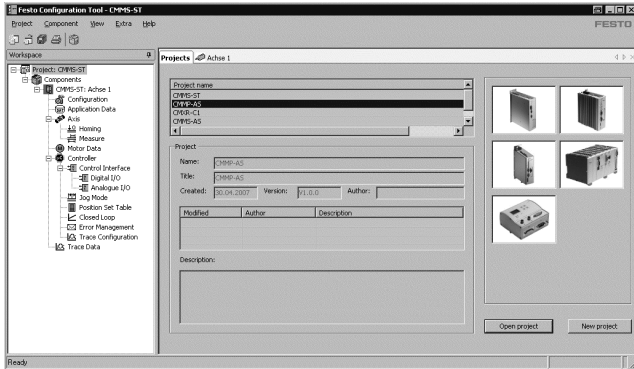 Festo Configuration Tool - CMMS-ST
Project Component View Extra Help
FESTO
Workspace
Projects Achse 1
Project: CMMS-ST
Components
CMMS-ST: Achse 1
Configuration
Application Data
Axis
Homing
Measure
Motor Data
Controller
Control Interface
Digital I/O
Analogue I/O
Jog Mode
Position Set Table
Closed Loop
Error Management
Trace Configuration
Trace Data
Project name
CMMS-ST
CMMP-AS
CMXR-C1
CMMS-AS
Project
Name: CMMP-AS
Title: CMMP-AS
Created: 30.04.2007 Version: V1.0.0 Author:
Modified Author Description
Description:
Open project New project
Ready